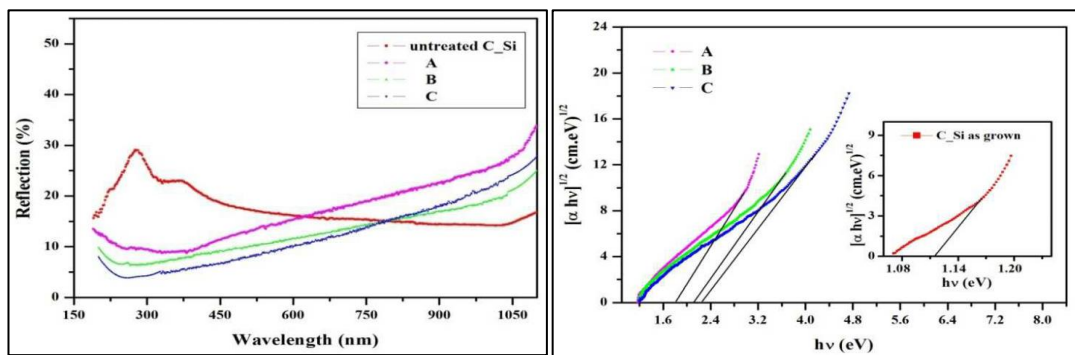 Reflection (%)
50
40
30
20
10
0
untreated C_Si
A
B
C
150 300 450 600 750 900 1050
Wavelength (nm)
[α hν]^1/2 (cm.eV)^1/2
24
20
16
12
8
4
0
A
B
C
1.6 2.4 3.2 4.0 4.8 5.6 6.4 7.2 8.0
hν (eV)
[α hν]^1/2 (cm.eV)^1/2
9
6
3
0
C_Si as grown
1.08 1.14 1.20
hν (eV)